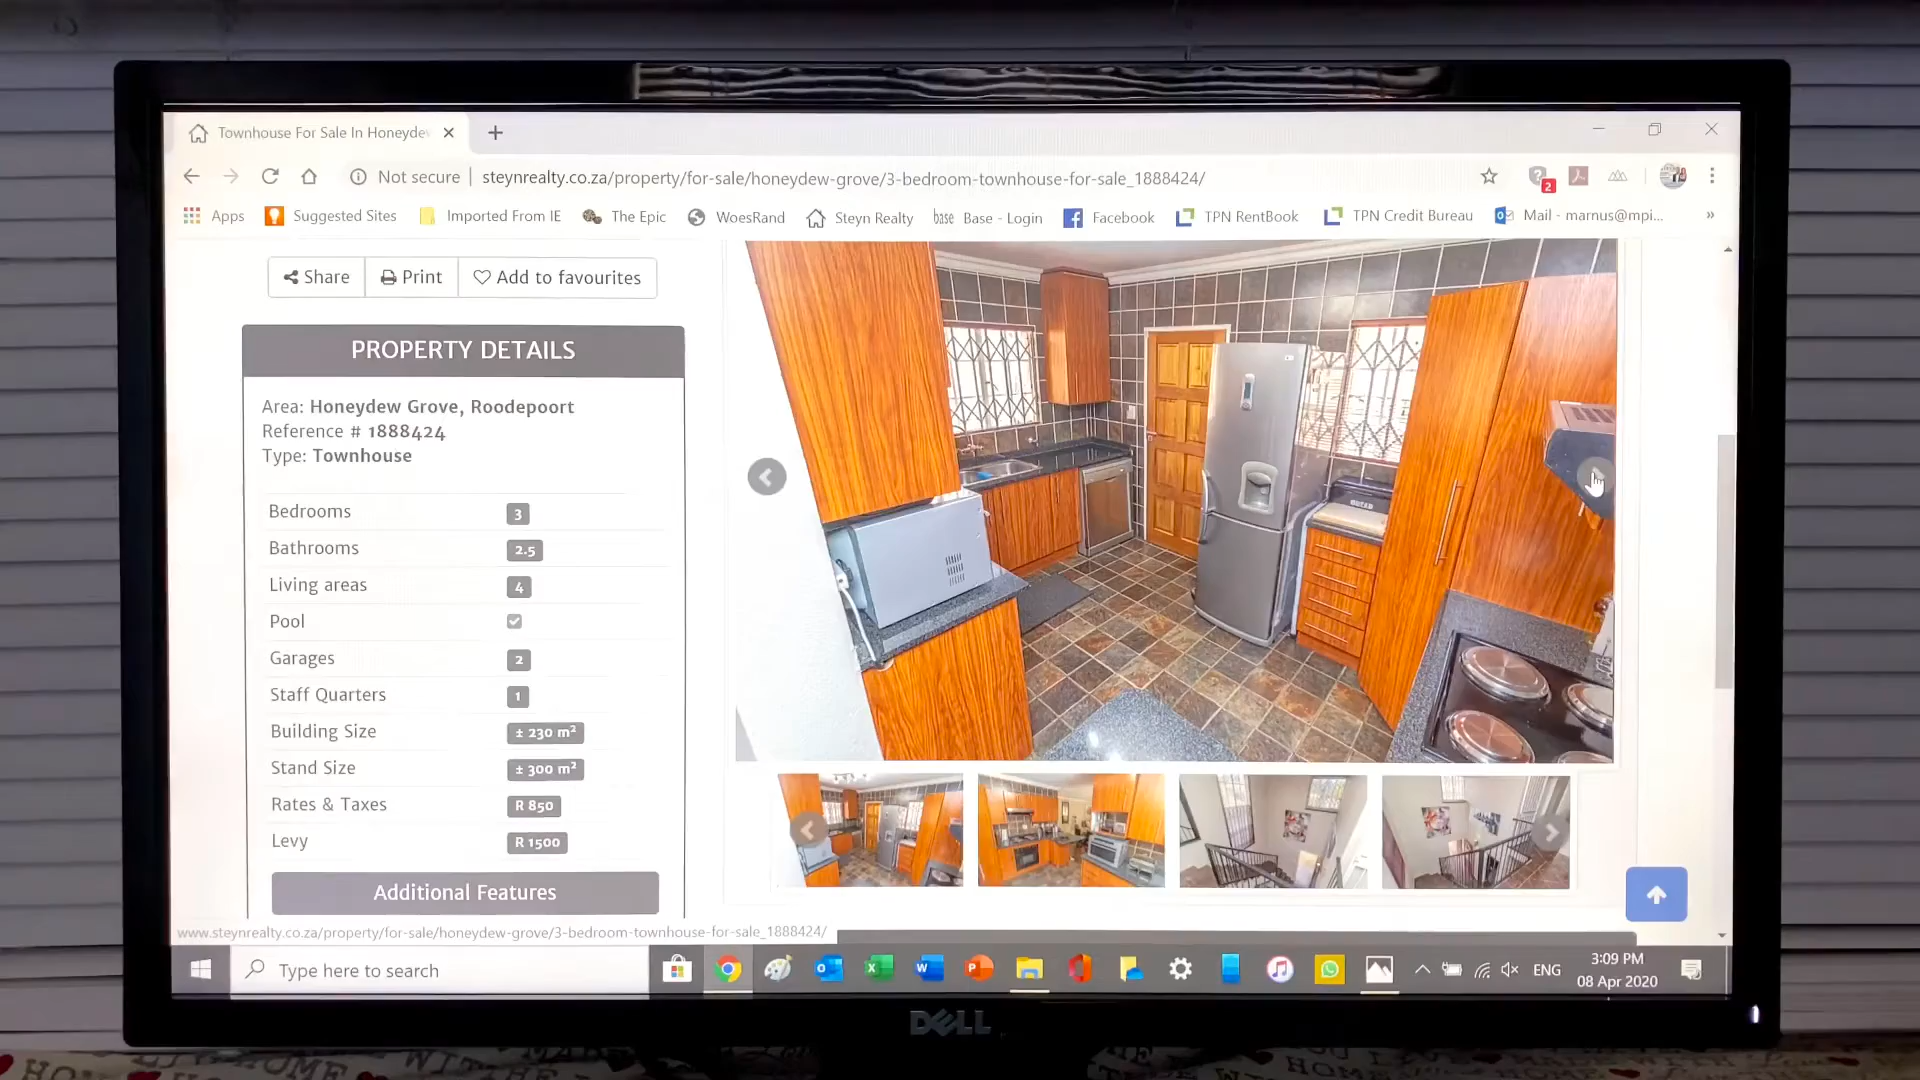 Townhouse For Sale In Honeydew
Not secure | steynrealty.co.za/property/for-sale/honeydew-grove/3-bedroom-townhouse-for-sale_1888424/
2
Apps Suggested Sites Imported From IE The Epic WoesRand Steyn Realty base Base - Login Facebook TPN RentBook TPN Credit Bureau Mail - marnus@mpi... »
Share Print Add to favourites
PROPERTY DETAILS
Area: Honeydew Grove, Roodepoort
Reference # 1888424
Type: Townhouse
Bedrooms 3
Bathrooms 2.5
Living areas 4
Pool
Garages 2
Staff Quarters 1
Building Size ± 230 m²
Stand Size ± 300 m²
Rates & Taxes R 850
Levy R 1500
Additional Features
www.steynrealty.co.za/property/for-sale/honeydew-grove/3-bedroom-townhouse-for-sale_1888424/
Type here to search
ENG
3:09 PM
08 Apr 2020
DELL